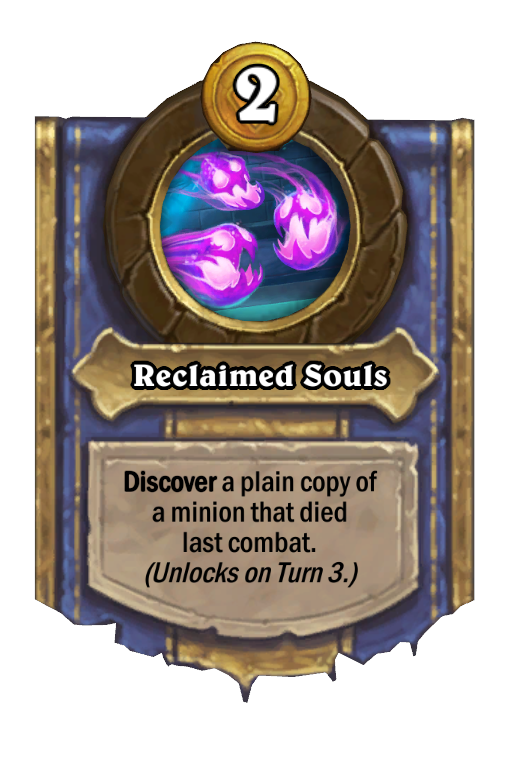 2
Reclaimed Souls
Discover a plain copy of
a minion that died
last combat.
(Unlocks on Turn 3.)